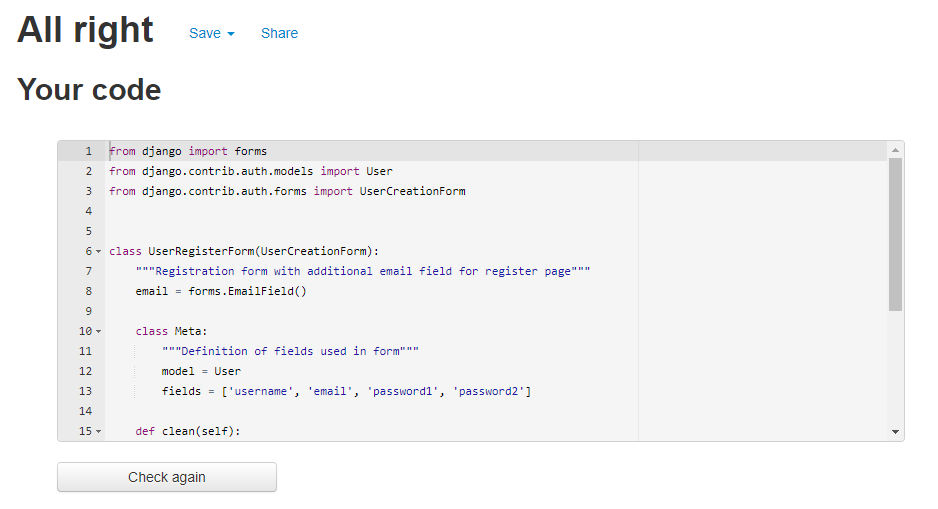 All right Save Share
Your code
1 from django import forms
2 from django.contrib.auth.models import User
3 from django.contrib.auth.forms import UserCreationForm
4
5
6 class UserRegisterForm(UserCreationForm):
7     """Registration form with additional email field for register page"""
8     email = forms.EmailField()
9
10     class Meta:
11         """Definition of fields used in form"""
12         model = User
13         fields = ['username', 'email', 'password1', 'password2']
14
15     def clean(self):
Check again